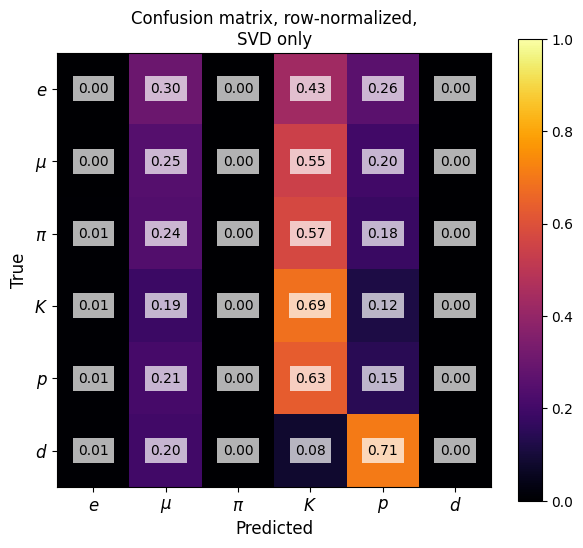 Confusion matrix, row-normalized,
SVD only
True
e 0.00 0.30 0.00 0.43 0.26 0.00
μ 0.00 0.25 0.00 0.55 0.20 0.00
π 0.01 0.24 0.00 0.57 0.18 0.00
K 0.01 0.19 0.00 0.69 0.12 0.00
p 0.01 0.21 0.00 0.63 0.15 0.00
d 0.01 0.20 0.00 0.08 0.71 0.00
e μ π K p d
Predicted
1.0
0.8
0.6
0.4
0.2
0.0